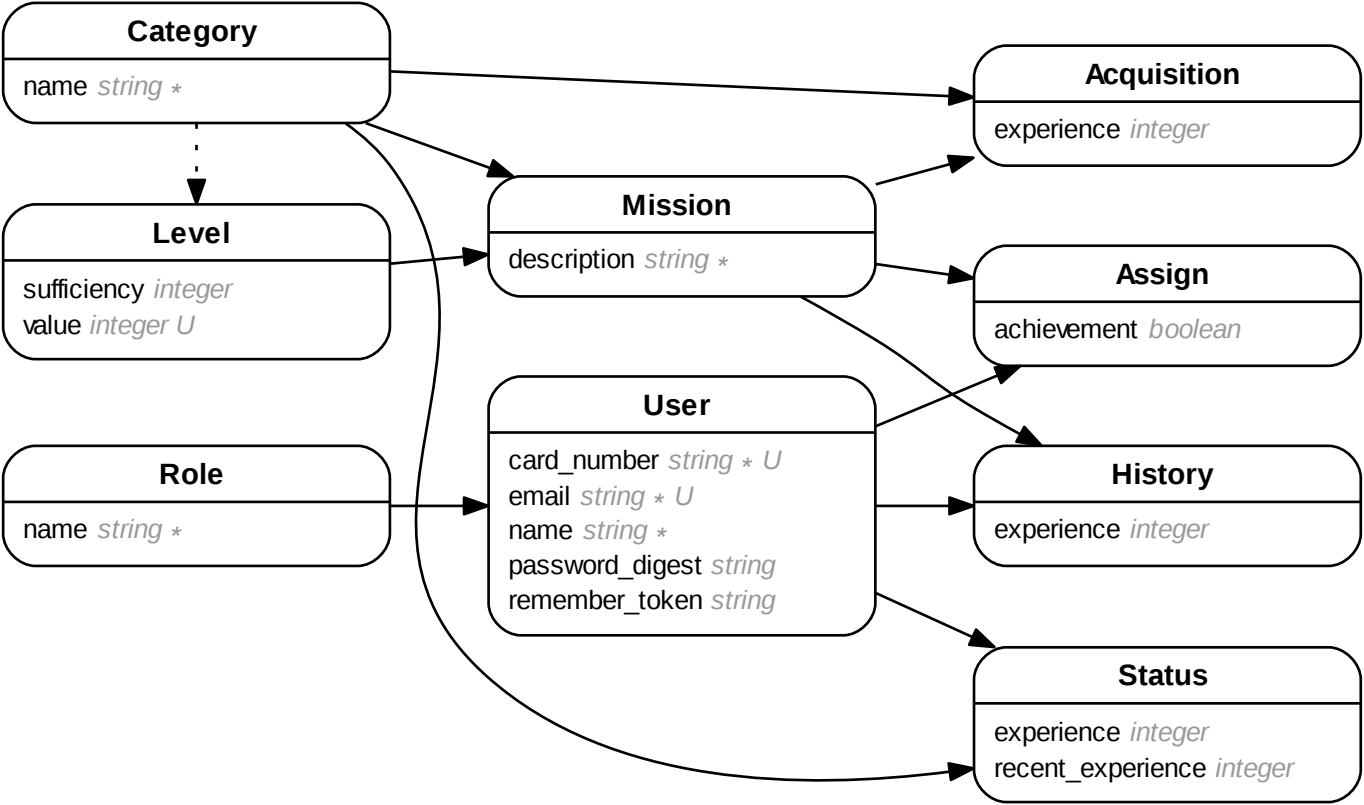 Category
name string *
Level
sufficiency integer
value integer U
Role
name string *
Mission
description string *
User
card_number string * U
email string * U
name string *
password_digest string
remember_token string
Acquisition
experience integer
Assign
achievement boolean
History
experience integer
Status
experience integer
recent_experience integer